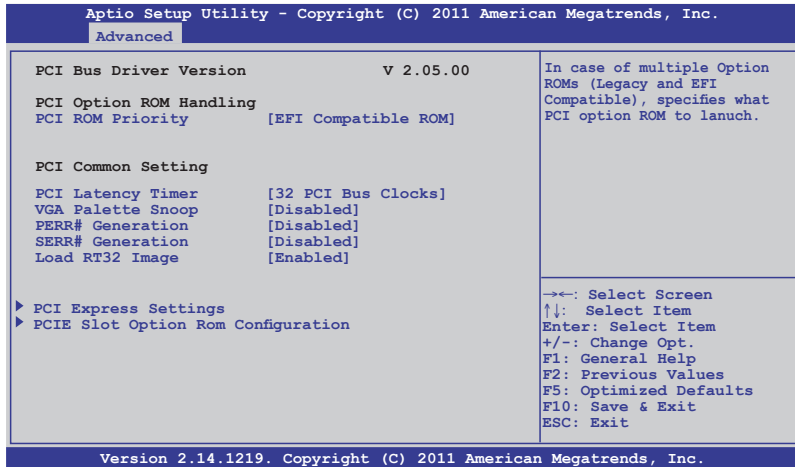 Aptio Setup Utility - Copyright (C) 2011 American Megatrends, Inc.
Advanced
PCI Bus Driver Version V 2.05.00
PCI Option ROM Handling
PCI ROM Priority [EFI Compatible ROM]
PCI Common Setting
PCI Latency Timer [32 PCI Bus Clocks]
VGA Palette Snoop [Disabled]
PERR# Generation [Disabled]
SERR# Generation [Disabled]
Load RT32 Image [Enabled]
PCI Express Settings
PCIE Slot Option Rom Configuration
In case of multiple Option
ROMs (Legacy and EFI
Compatible), specifies what
PCI option ROM to lanuch.
→←: Select Screen
↑↓: Select Item
Enter: Select Item
+/-: Change Opt.
F1: General Help
F2: Previous Values
F5: Optimized Defaults
F10: Save & Exit
ESC: Exit
Version 2.14.1219. Copyright (C) 2011 American Megatrends, Inc.